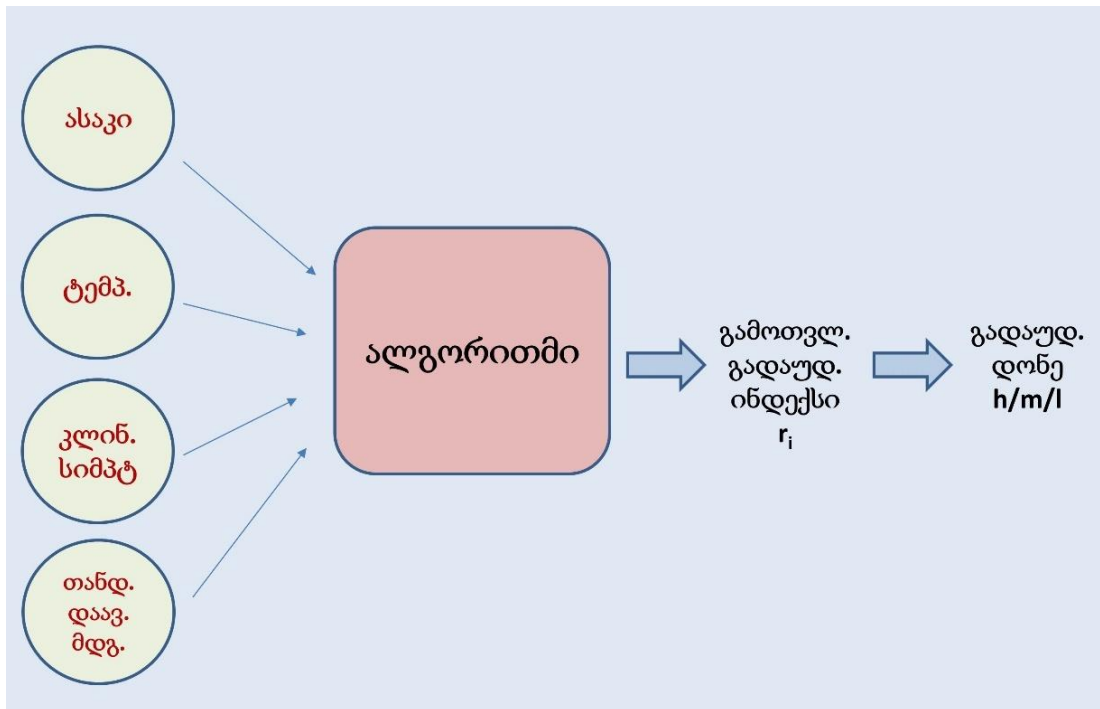 ასაკი
ტემპ.
კლინ.
სიმპტ
თანდ.
დაავ.
მდგ.
ალგორითმი
გამოთვლ.
გადაუდ.
ინდექსი
rᵢ
გადაუდ.
დონე
h/m/l